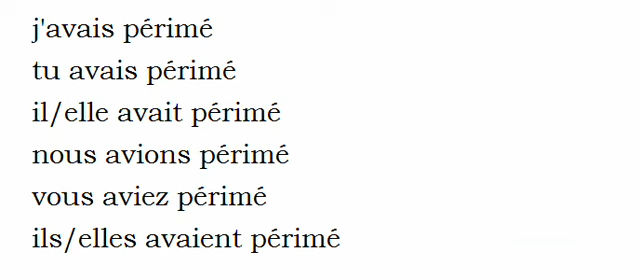 j'avais périmé
tu avais périmé
il/elle avait périmé
nous avions périmé
vous aviez périmé
ils/elles avaient périmé